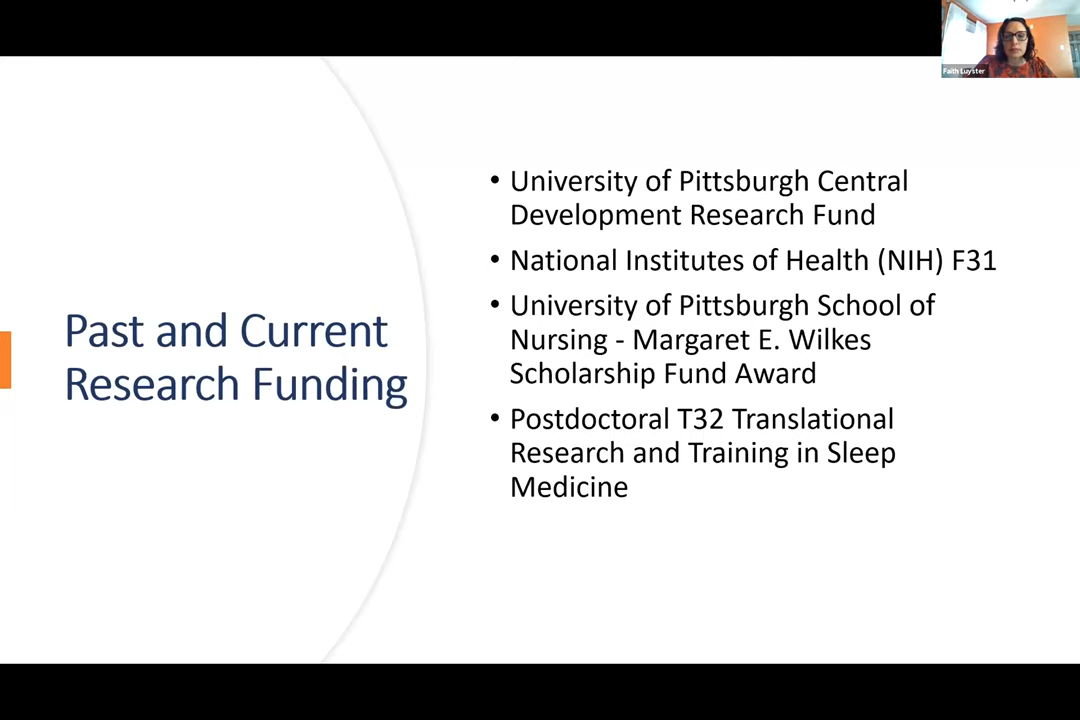 Faith Luyster
Past and Current
Research Funding
• University of Pittsburgh Central
Development Research Fund
• National Institutes of Health (NIH) F31
• University of Pittsburgh School of
Nursing - Margaret E. Wilkes
Scholarship Fund Award
• Postdoctoral T32 Translational
Research and Training in Sleep
Medicine